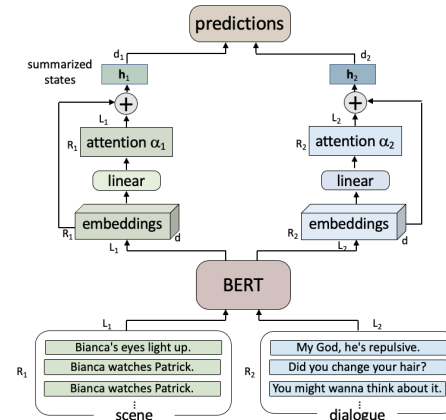 predictions
d1 d2
summarized
states
h1 h2
+ +
L1 L2
R1 attention α1 R2 attention α2
linear linear
R1 embeddings d R2 embeddings d
L1 L2
BERT
L1 L2
R1 Bianca's eyes light up.
Bianca watches Patrick.
Bianca watches Patrick.
...
scene
R2 My God, he's repulsive.
Did you change your hair?
You might wanna think about it.
...
dialogue